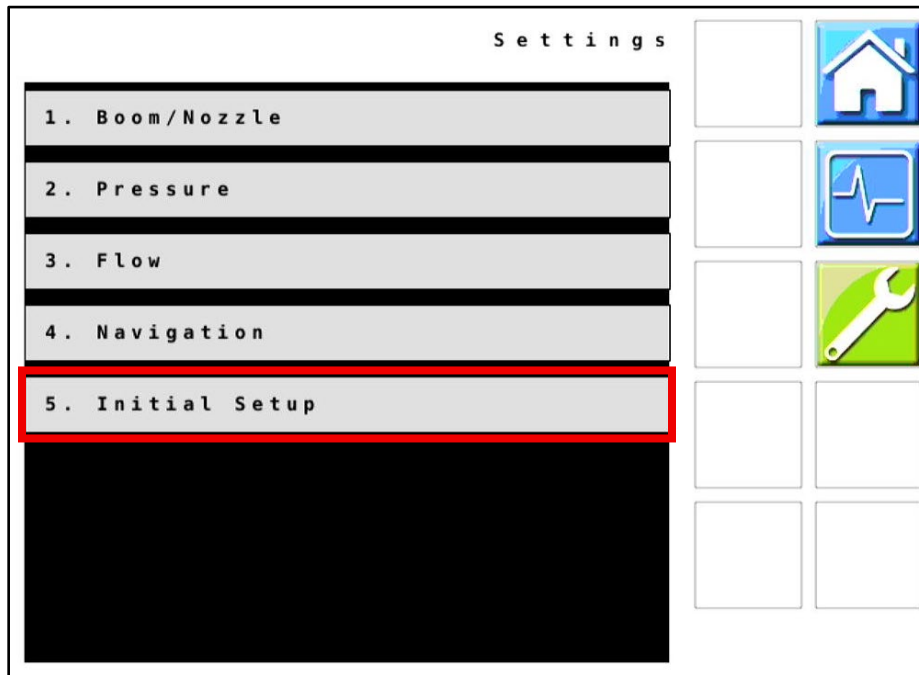 Settings
1. Boom/Nozzle
2. Pressure
3. Flow
4. Navigation
5. Initial Setup